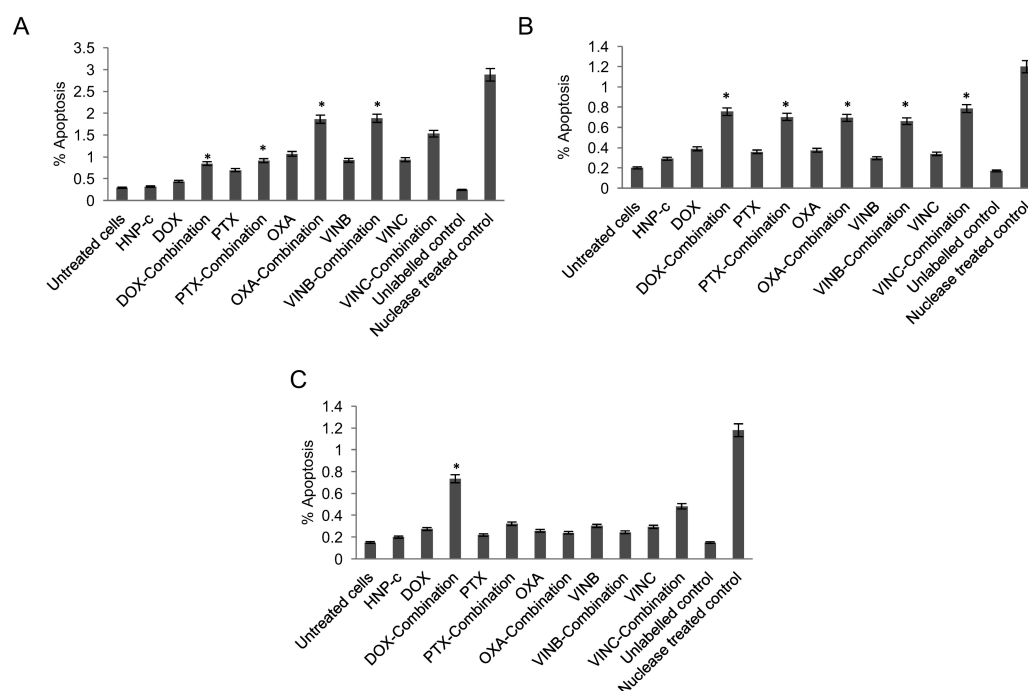 A
% Apoptosis
3.5
3
2.5
2
1.5
1
0.5
0
*
*
*
*
Untreated cells
HNP-c
DOX
DOX-Combination
PTX
PTX-Combination
OXA
OXA-Combination
VINB
VINB-Combination
VINC
VINC-Combination
Unlabelled control
Nuclease treated control
B
% Apoptosis
1.4
1.2
1
0.8
0.6
0.4
0.2
0
*
*
*
*
*
Untreated cells
HNP-c
DOX
DOX-Combination
PTX
PTX-Combination
OXA
OXA-Combination
VINB
VINB-Combination
VINC
VINC-Combination
Unlabelled control
Nuclease treated control
C
% Apoptosis
1.4
1.2
1
0.8
0.6
0.4
0.2
0
*
Untreated cells
HNP-c
DOX
DOX-Combination
PTX
PTX-Combination
OXA
OXA-Combination
VINB
VINB-Combination
VINC
VINC-Combination
Unlabelled control
Nuclease treated control